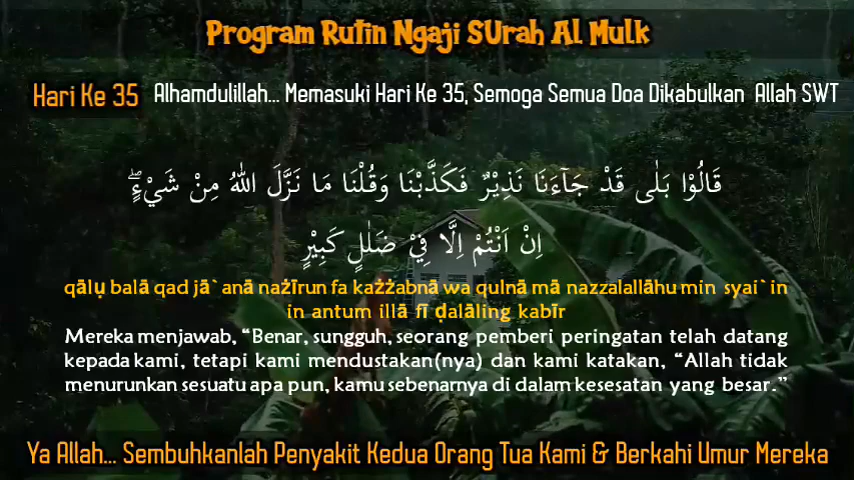 Program Rutin Ngaji SUrah Al Mulk
Hari Ke 35 Alhamdulillah... Memasuki Hari Ke 35, Semoga Semua Doa Dikabulkan Allah SWT
قَالُوْا بَلٰى قَدْ جَاۤءَنَا نَذِيْرٌ فَكَذَّبْنَا وَقُلْنَا مَا نَزَّلَ اللّٰهُ مِنْ شَيْءٍۖ
اِنْ اَنْتُمْ اِلَّا فِيْ ضَلٰلٍ كَبِيْرٍ
qālụ balā qad jā`anā nażīrun fa każżabnā wa qulnā mā nazzalallāhu min syai`in
in antum illā fī ḍalāling kabīr
Mereka menjawab, “Benar, sungguh, seorang pemberi peringatan telah datang
kepada kami, tetapi kami mendustakan(nya) dan kami katakan, “Allah tidak
menurunkan sesuatu apa pun, kamu sebenarnya di dalam kesesatan yang besar.”
Ya Allah... Sembuhkanlah Penyakit Kedua Orang Tua Kami & Berkahi Umur Mereka